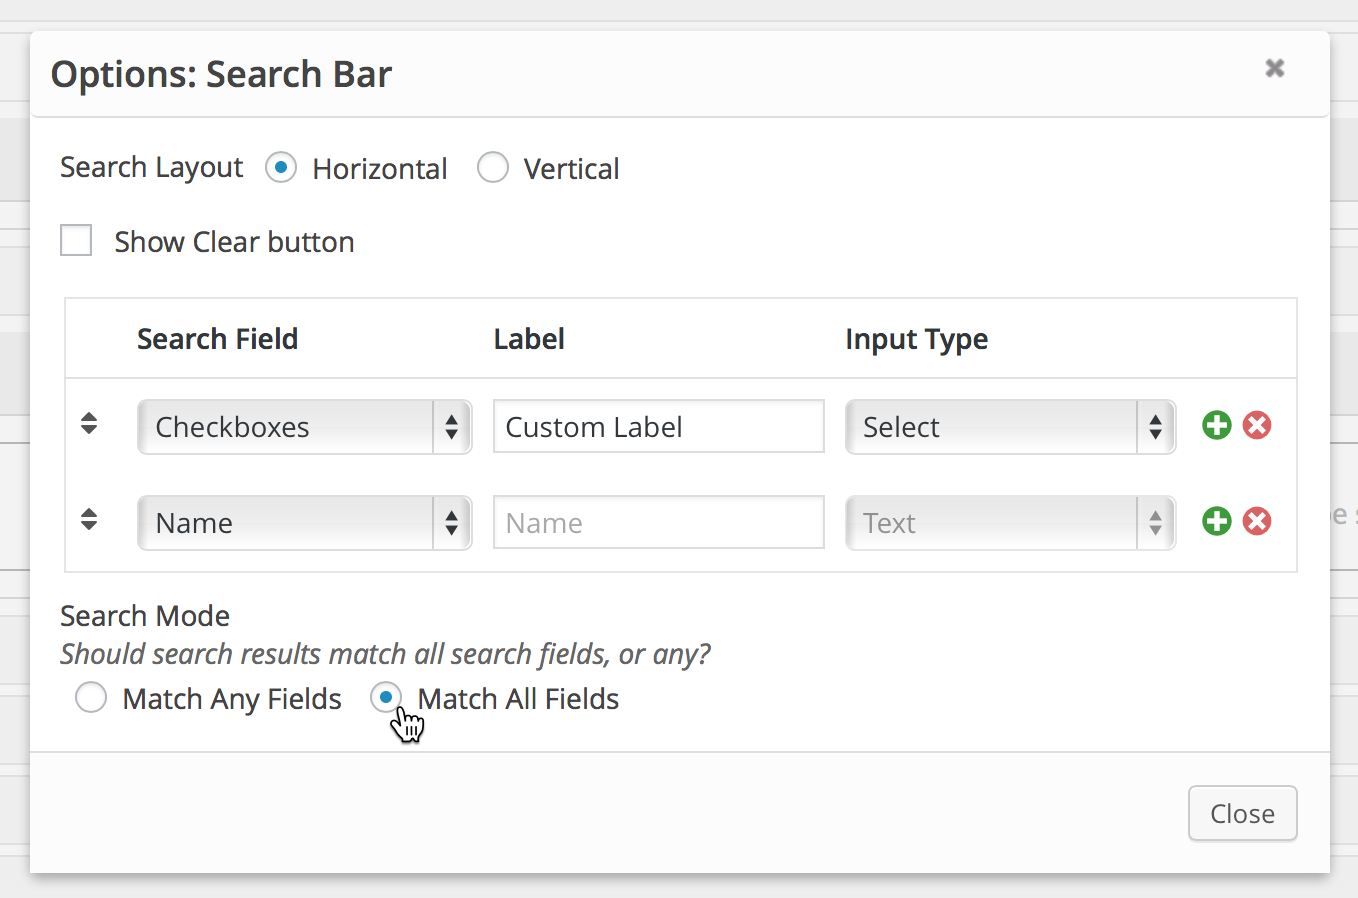 Options: Search Bar
Search Layout Horizontal Vertical
Show Clear button
Search Field Label Input Type
Checkboxes Custom Label Select
Name Name Text
Search Mode
Should search results match all search fields, or any?
Match Any Fields Match All Fields
Close